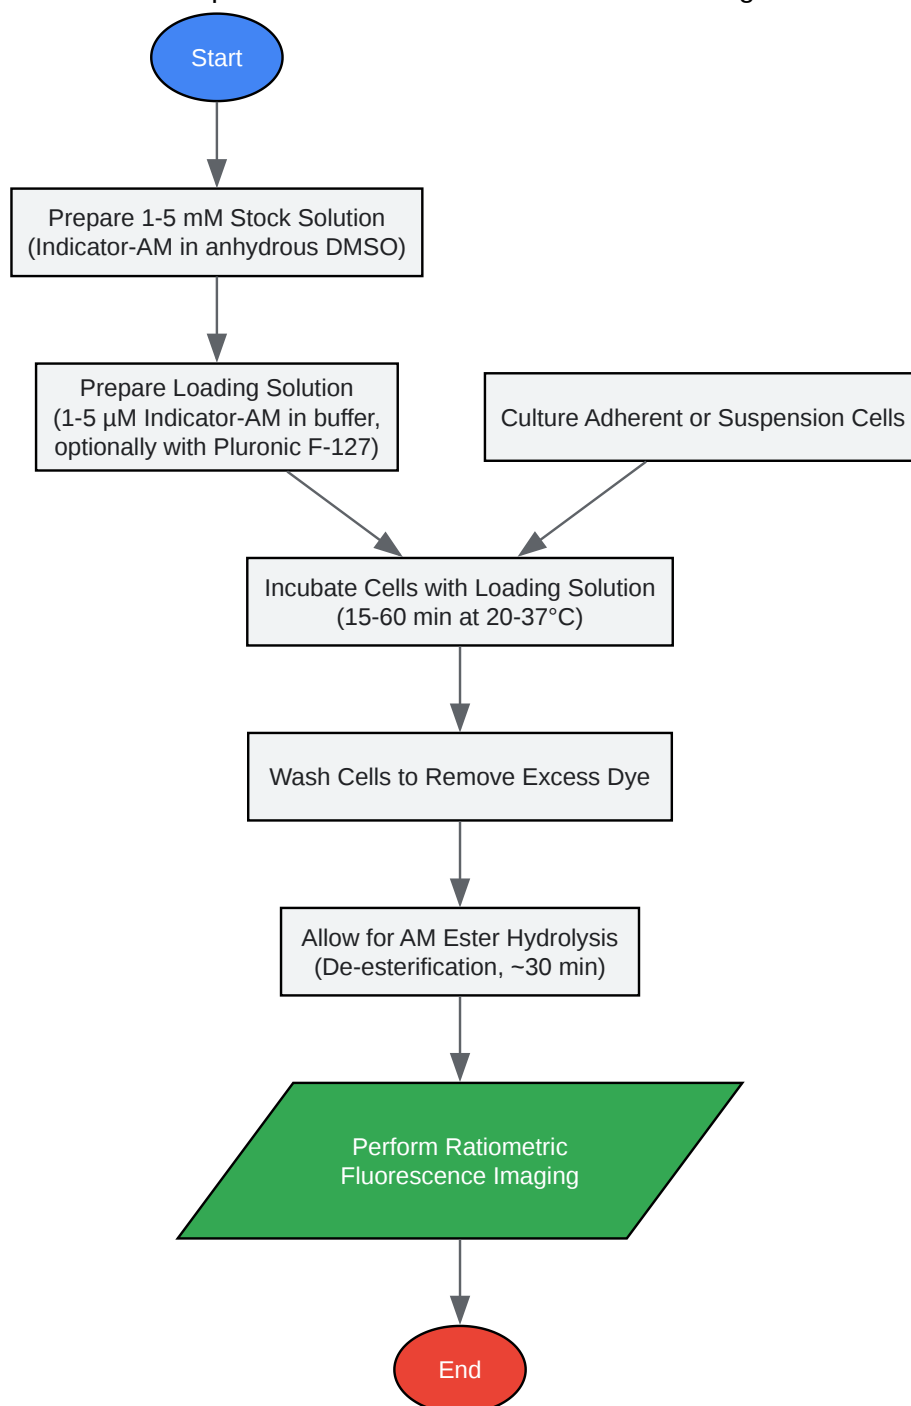 Start
Prepare 1-5 mM Stock Solution
(Indicator-AM in anhydrous DMSO)
Prepare Loading Solution
(1-5 µM Indicator-AM in buffer,
optionally with Pluronic F-127)
Culture Adherent or Suspension Cells
Incubate Cells with Loading Solution
(15-60 min at 20-37°C)
Wash Cells to Remove Excess Dye
Allow for AM Ester Hydrolysis
(De-esterification, ~30 min)
Perform Ratiometric
Fluorescence Imaging
End